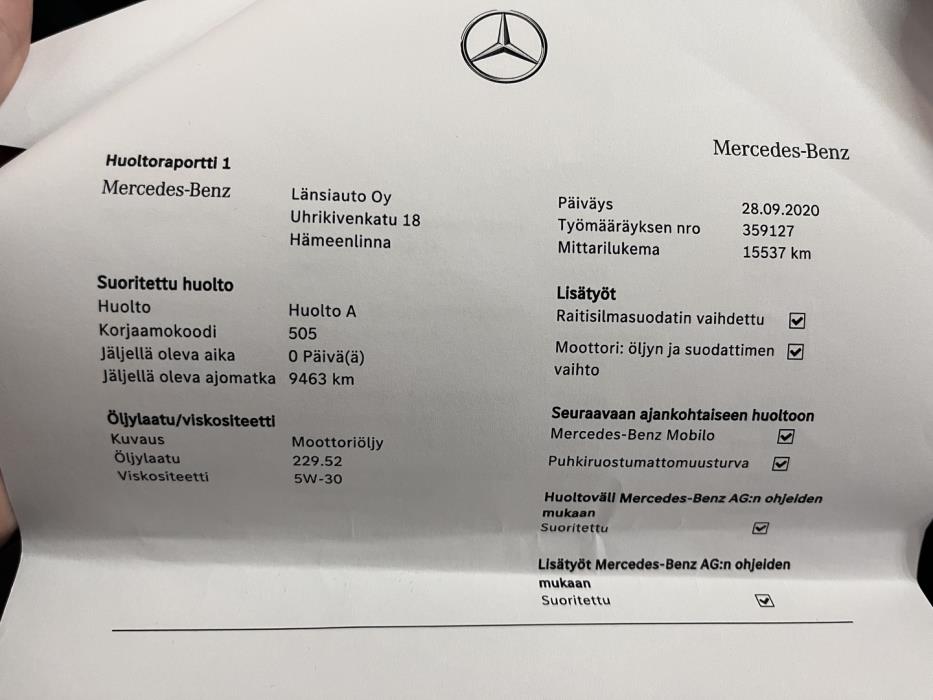 Mercedes-Benz
Huoltoraportti 1
Mercedes-Benz
Länsiauto Oy
Uhrikivenkatu 18
Hämeenlinna
Päiväys 28.09.2020
Työmääräyksen nro 359127
Mittarilukema 15537 km
Suoritettu huolto
Huolto Huolto A
Korjaamokoodi 505
Jäljellä oleva aika 0 Päivä(ä)
Jäljellä oleva ajomatka 9463 km
Öljylaatu/viskositeetti
Kuvaus Moottoriöljy
Öljylaatu 229.52
Viskositeetti 5W-30
Lisätyöt
Raitisilmasuodatin vaihdettu
Moottori: öljyn ja suodattimen
vaihto
Seuraavaan ajankohtaiseen huoltoon
Mercedes-Benz Mobilo
Puhkiruostumattomuusturva
Huoltoväli Mercedes-Benz AG:n ohjeiden
mukaan
Suoritettu
Lisätyöt Mercedes-Benz AG:n ohjeiden
mukaan
Suoritettu